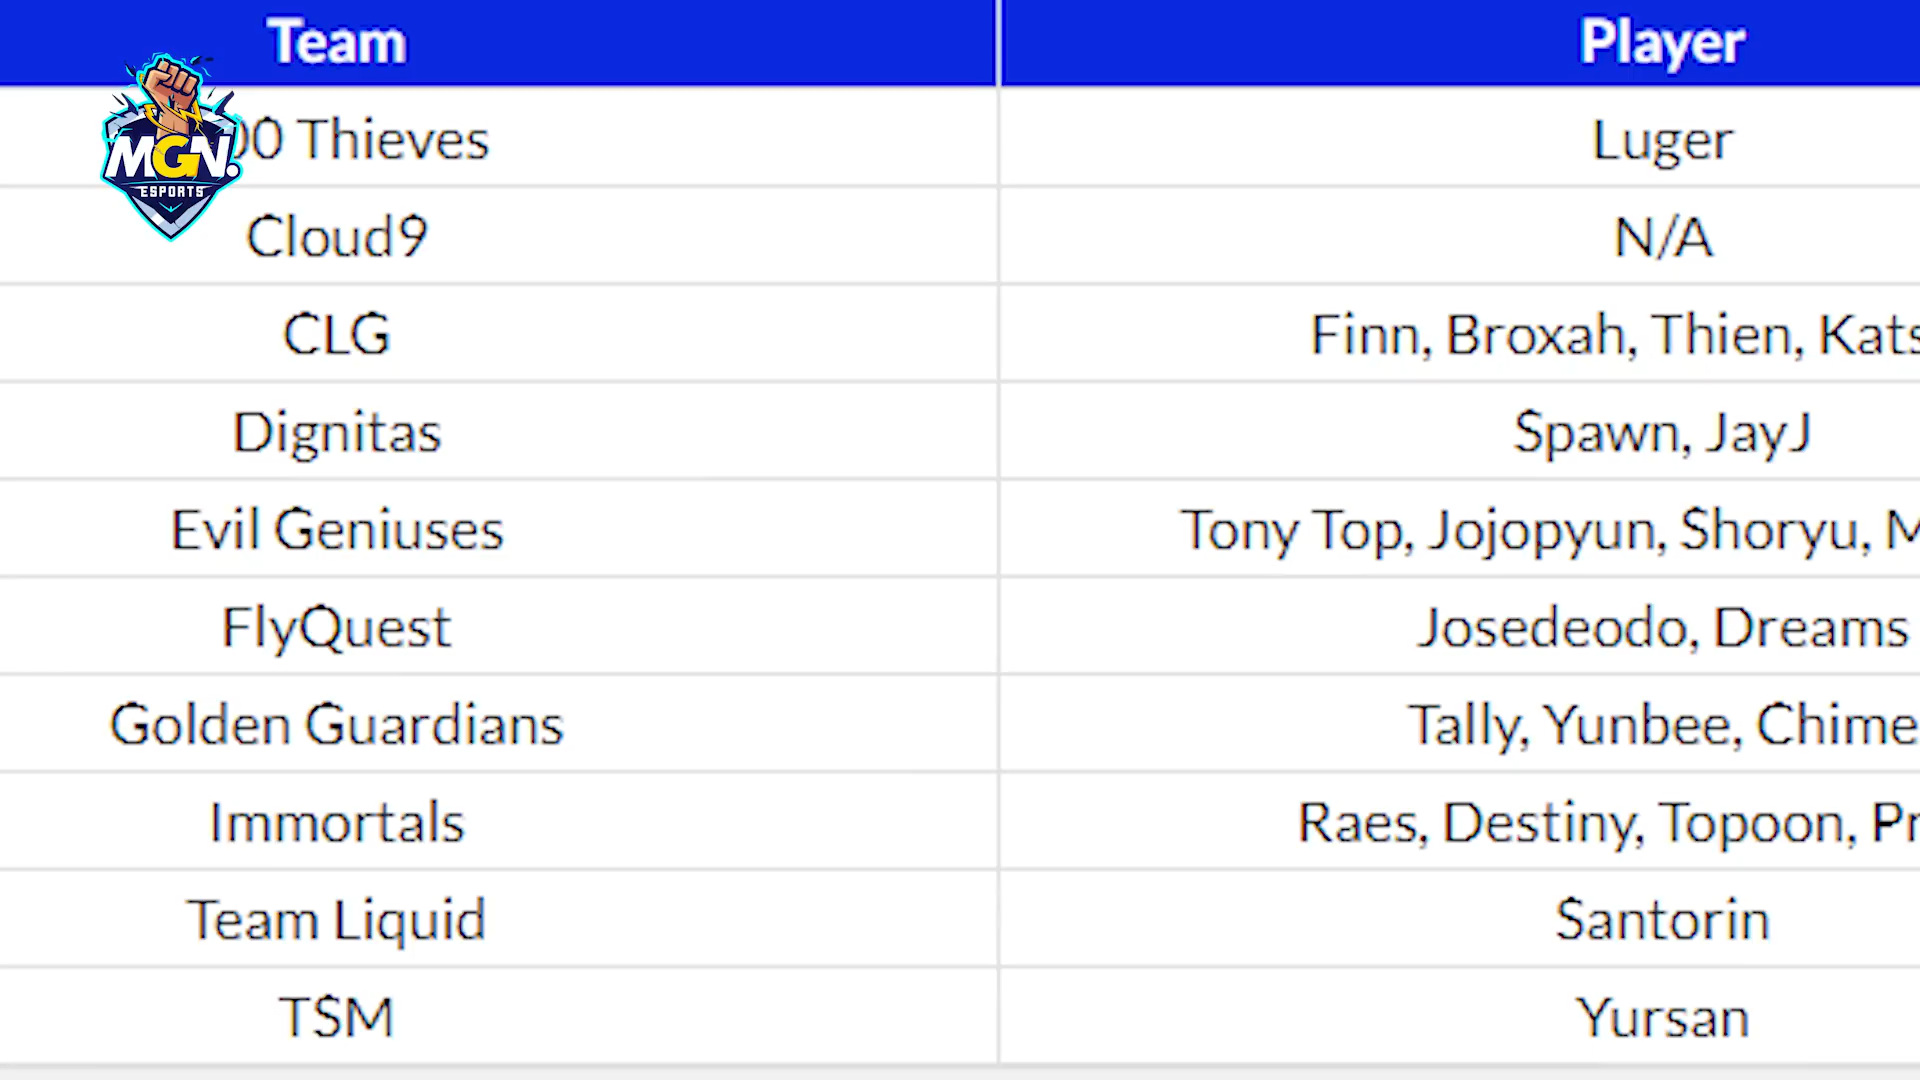 Team Player
MGN.
ESPORTS
Thieves Luger
Cloud9 N/A
CLG Finn, Broxah, Thien,
Dignitas Spawn, JayJ
Evil Geniuses Tony Top, Jojopyun, Shoryu,
FlyQuest Josedeodo, Dreams
Golden Guardians Tally, Yunbee, Chime
Immortals Raes, Destiny, Topoon,
Team Liquid Santorin
TSM Yursan